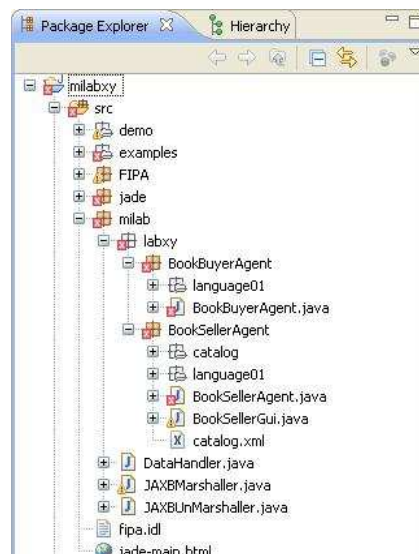 Package Explorer
Hierarchy
milabxy
src
demo
examples
FIPA
jade
milab
labxy
BookBuyerAgent
language01
BookBuyerAgent.java
BookSellerAgent
catalog
language01
BookSellerAgent.java
BookSellerGui.java
catalog.xml
DataHandler.java
JAXBMarshaller.java
JAXBUnMarshaller.java
fipa.idl
jade-main.html